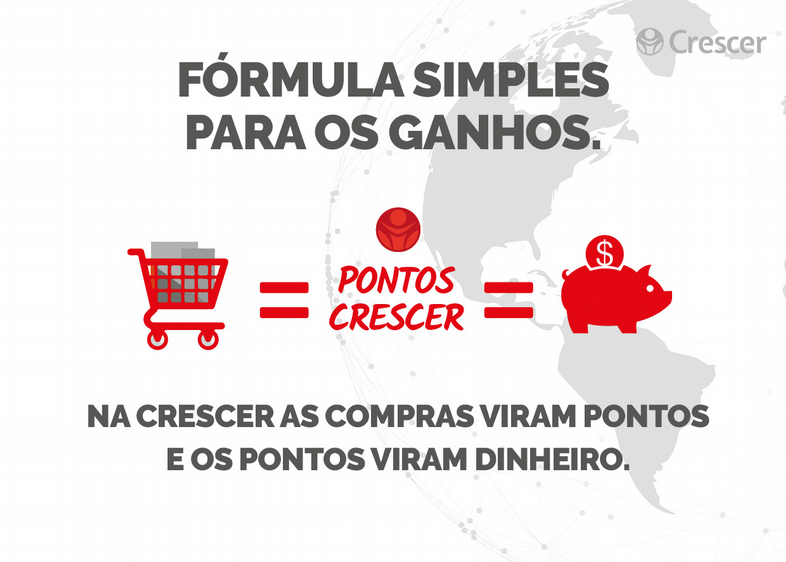 Crescer
FÓRMULA SIMPLES
PARA OS GANHOS.
$
PONTOS
CRESCER
NA CRESCER AS COMPRAS VIRAM PONTOS
E OS PONTOS VIRAM DINHEIRO.